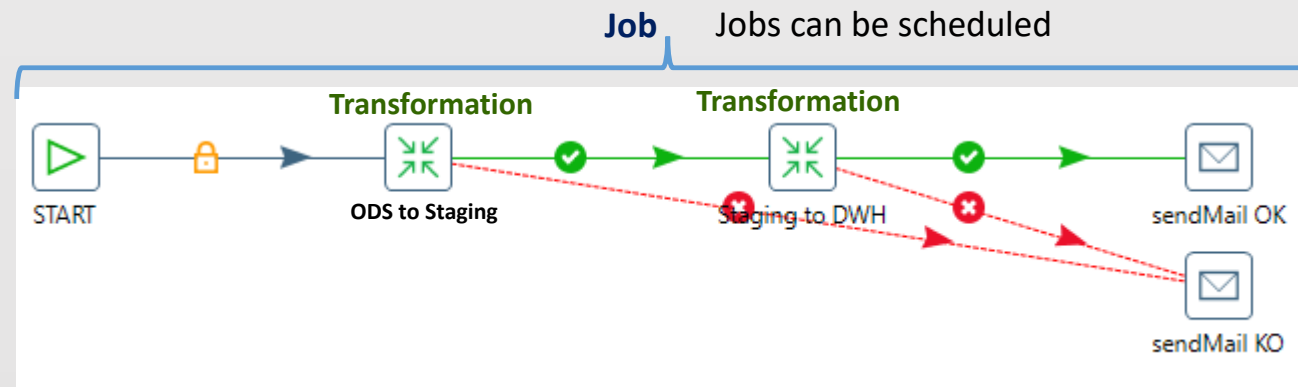 Job Jobs can be scheduled
Transformation Transformation
START
ODS to Staging
Staging to DWH
sendMail OK
sendMail KO